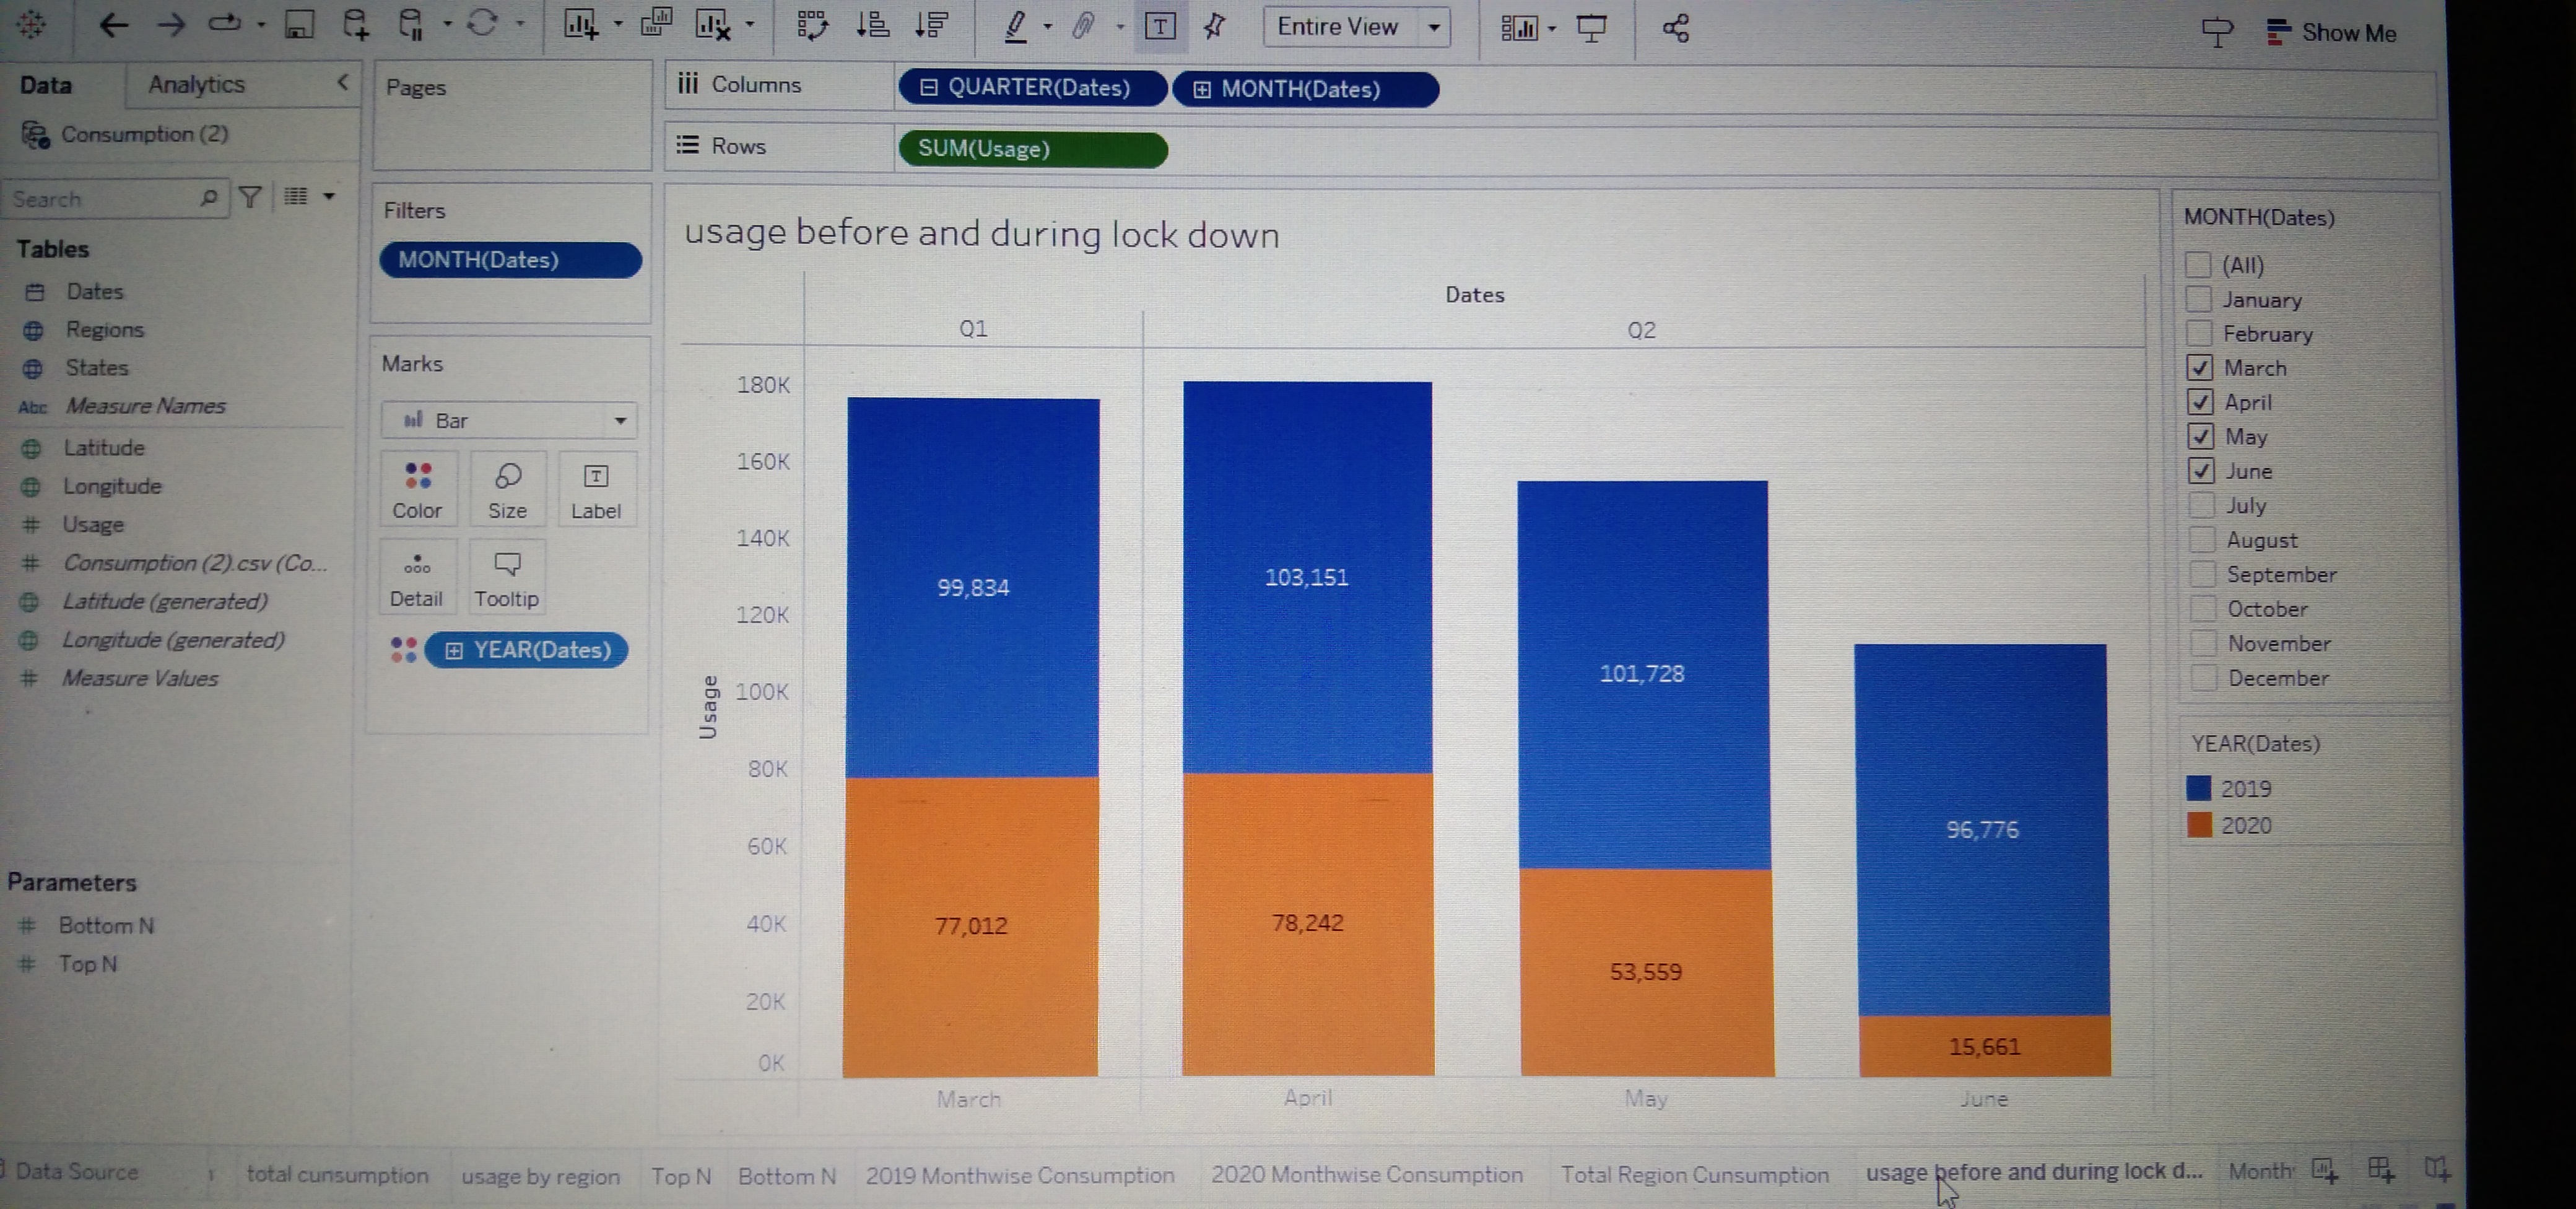 Entire View
Show Me
Data
Analytics
Consumption (2)
Search
Tables
Dates
Regions
States
Abc Measure Names
Latitude
Longitude
# Usage
# Consumption (2).csv (Co...
Latitude (generated)
Longitude (generated)
# Measure Values
Parameters
# Bottom N
# Top N
Pages
Filters
MONTH(Dates)
Marks
Bar
Color
Size
Label
Detail
Tooltip
YEAR(Dates)
Columns
QUARTER(Dates)
MONTH(Dates)
Rows
SUM(Usage)
usage before and during lock down
Dates
Q1
Q2
Usage
180K
160K
140K
120K
100K
80K
60K
40K
20K
0K
99,834
103,151
101,728
96,776
77,012
78,242
53,559
15,661
March
April
May
June
MONTH(Dates)
(All)
January
February
March
April
May
June
July
August
September
October
November
December
YEAR(Dates)
2019
2020
Data Source
total cunsumption
usage by region
Top N
Bottom N
2019 Monthwise Consumption
2020 Monthwise Consumption
Total Region Cunsumption
usage before and during lock d...
Month